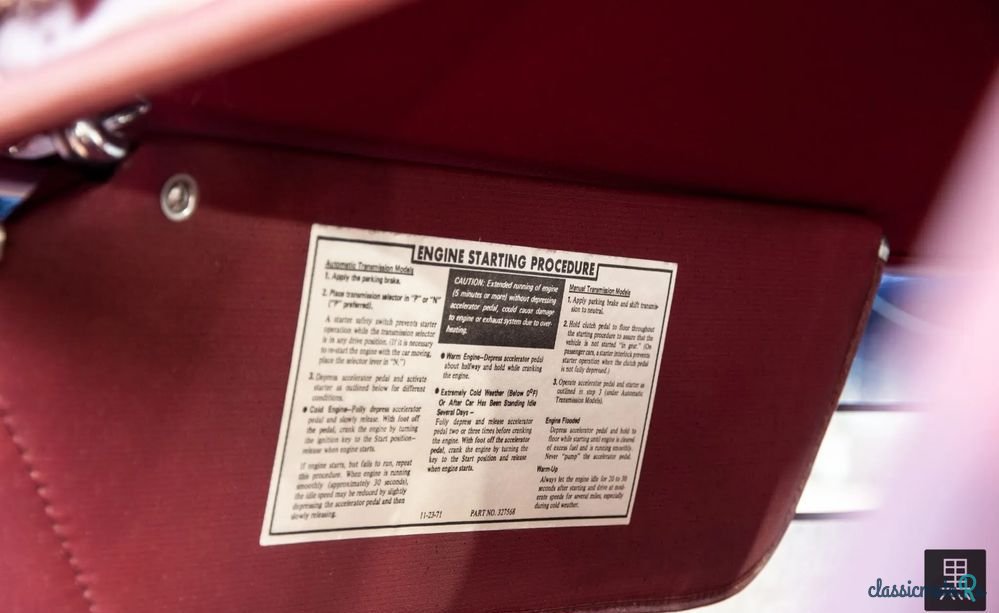 ENGINE STARTING PROCEDURE
Automatic Transmission Models
1. Apply the parking brake.
2. Place transmission selector in "P" or "N"
("P" preferred).
A starter safety switch prevents starter
operation while the transmission selector
is in any drive position. (If it is necessary
to re-start the engine with the car moving,
place the selector lever in "N.")
3. Depress accelerator pedal and activate
starter as outlined below for different
conditions.
● Cold Engine—Fully depress accelerator
pedal and slowly release. With foot off
the pedal, crank the engine by turning
the ignition key to the Start position—
release when engine starts.
If engine starts, but fails to run, repeat
this procedure. When engine is running
smoothly (approximately 30 seconds),
the idle speed may be reduced by slightly
depressing the accelerator pedal and then
slowly releasing.
CAUTION: Extended running of engine
(5 minutes or more) without depressing
accelerator pedal, could cause damage
to engine or exhaust system due to over-
heating.
● Warm Engine—Depress accelerator pedal
about halfway and hold while cranking
the engine.
● Extremely Cold Weather (Below 0°F)
Or After Car Has Been Standing Idle
Several Days —
Fully depress and release accelerator
pedal two or three times before cranking
the engine. With foot off the accelerator
pedal, crank the engine by turning the
key to the Start position and release
when engine starts.
Manual Transmission Models
1. Apply parking brake and shift transmis-
sion to neutral.
2. Hold clutch pedal to floor throughout
the starting procedure to assure that the
vehicle is not started "in gear." (On
passenger cars, a starter interlock prevents
starter operation when the clutch pedal
is not fully depressed.)
3. Operate accelerator pedal and starter as
outlined in step 3 (under Automatic
Transmission Models).
Engine Flooded
Depress accelerator pedal and hold to
floor while starting until engine is cleared
of excess fuel and is running smoothly.
Never "pump" the accelerator pedal.
Warm-Up
Always let the engine idle for 20 to 30
seconds after starting and drive at mod-
erate speeds for several miles, especially
during cold weather.
11-23-71 PART NO. 327568
黒